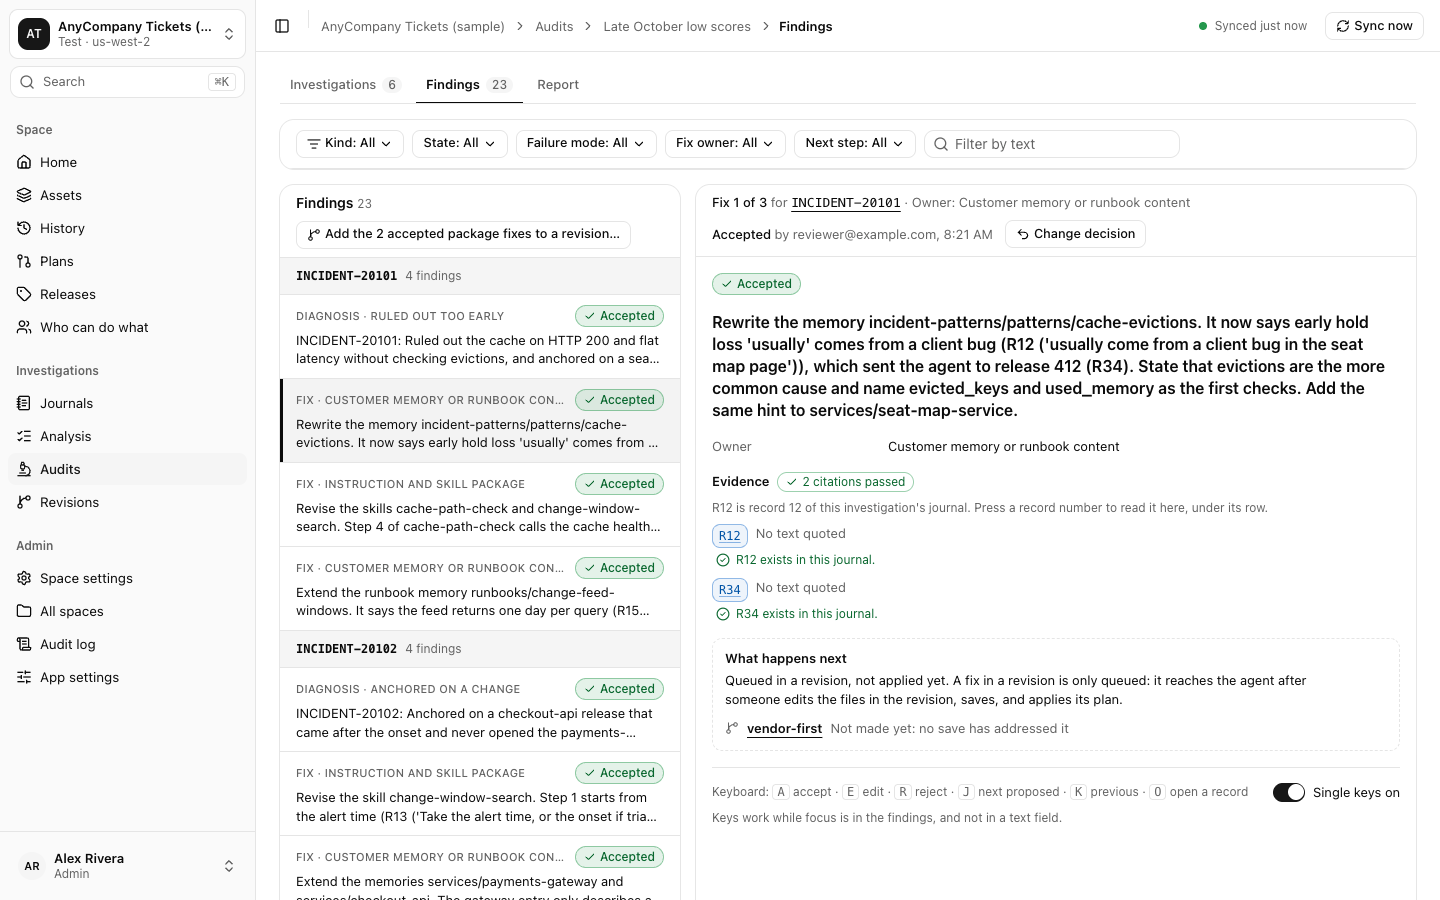 AT
AnyCompany Tickets (...
Test · us-west-2
Search
⌘K
Space
Home
Assets
History
Plans
Releases
Who can do what
Investigations
Journals
Analysis
Audits
Revisions
Admin
Space settings
All spaces
Audit log
App settings
AR
Alex Rivera
Admin
AnyCompany Tickets (sample) > Audits > Late October low scores > Findings
Synced just now
Sync now
Investigations 6
Findings 23
Report
Kind: All
State: All
Failure mode: All
Fix owner: All
Next step: All
Filter by text
Findings 23
Add the 2 accepted package fixes to a revision...
INCIDENT-20101 4 findings
DIAGNOSIS · RULED OUT TOO EARLY
Accepted
INCIDENT-20101: Ruled out the cache on HTTP 200 and flat
latency without checking evictions, and anchored on a sea...
FIX · CUSTOMER MEMORY OR RUNBOOK CON...
Accepted
Rewrite the memory incident-patterns/patterns/cache-
evictions. It now says early hold loss 'usually' comes from ...
FIX · INSTRUCTION AND SKILL PACKAGE
Accepted
Revise the skills cache-path-check and change-window-
search. Step 4 of cache-path-check calls the cache health...
FIX · CUSTOMER MEMORY OR RUNBOOK CON...
Accepted
Extend the runbook memory runbooks/change-feed-
windows. It says the feed returns one day per query (R15...
INCIDENT-20102 4 findings
DIAGNOSIS · ANCHORED ON A CHANGE
Accepted
INCIDENT-20102: Anchored on a checkout-api release that
came after the onset and never opened the payments-...
FIX · INSTRUCTION AND SKILL PACKAGE
Accepted
Revise the skill change-window-search. Step 1 starts from
the alert time (R13 ('Take the alert time, or the onset if tria...
FIX · CUSTOMER MEMORY OR RUNBOOK CON...
Accepted
Extend the memories services/payments-gateway and
services/checkout-api. The gateway entry only describes a
Fix 1 of 3 for INCIDENT-20101 · Owner: Customer memory or runbook content
Accepted by reviewer@example.com, 8:21 AM
Change decision
Accepted
Rewrite the memory incident-patterns/patterns/cache-evictions. It now says early hold
loss 'usually' comes from a client bug (R12 ('usually come from a client bug in the seat
map page')), which sent the agent to release 412 (R34). State that evictions are the more
common cause and name evicted_keys and used_memory as the first checks. Add the
same hint to services/seat-map-service.
Owner
Customer memory or runbook content
Evidence
2 citations passed
R12 is record 12 of this investigation's journal. Press a record number to read it here, under its row.
R12 No text quoted
R12 exists in this journal.
R34 No text quoted
R34 exists in this journal.
What happens next
Queued in a revision, not applied yet. A fix in a revision is only queued: it reaches the agent after
someone edits the files in the revision, saves, and applies its plan.
vendor-first Not made yet: no save has addressed it
Keyboard: A accept · E edit · R reject · J next proposed · K previous · O open a record
Single keys on
Keys work while focus is in the findings, and not in a text field.